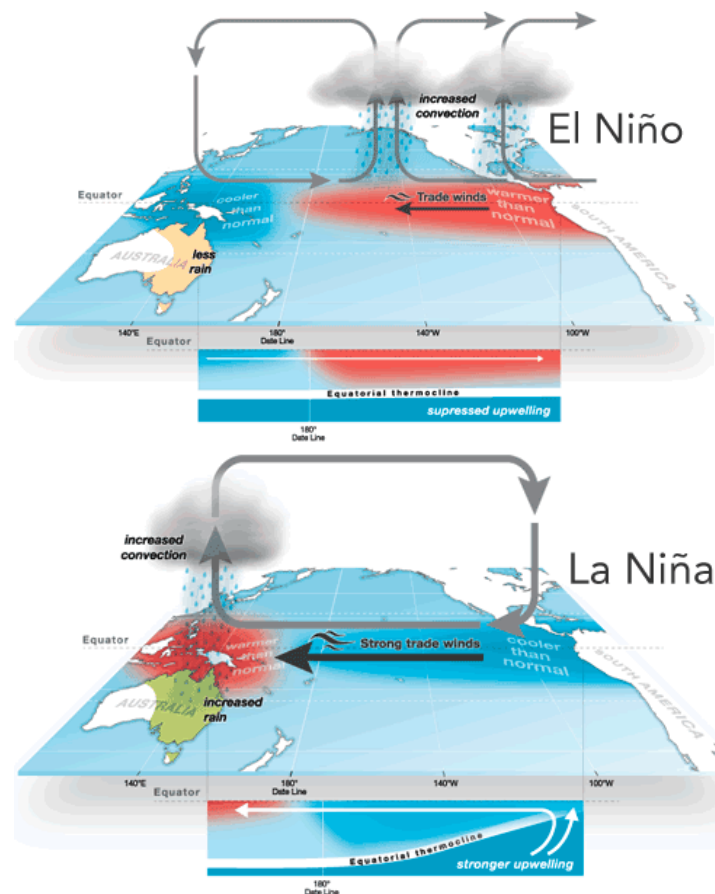 increased
convection
El Niño
Equator
cooler
than
normal
Trade winds
warmer
than
normal
SOUTH AMERICA
AUSTRALIA
less
rain
140°E
180°
Date Line
140°W
100°W
Equator
Equatorial thermocline
supressed upwelling
180°
Date Line
increased
convection
La Niña
Equator
warmer
than
normal
Strong trade winds
cooler
than
normal
SOUTH AMERICA
AUSTRALIA
increased
rain
140°E
180°
Date Line
140°W
100°W
Equator
Equatorial thermocline
stronger upwelling
180°
Date Line